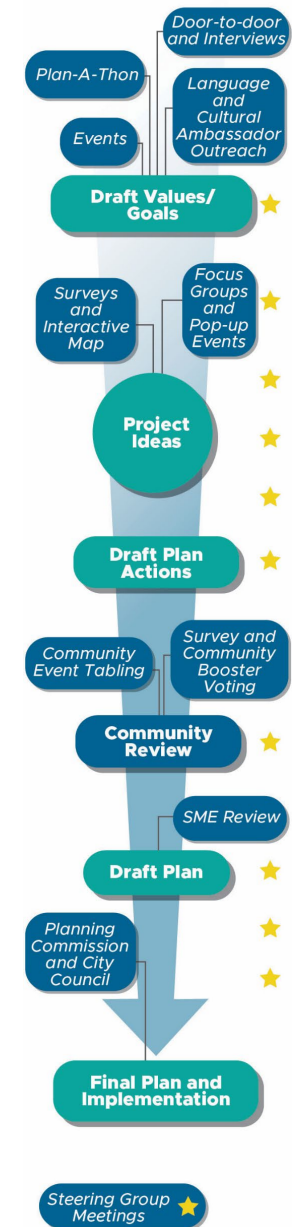 Door-to-door
and Interviews
Plan-A-Thon
Language
and
Cultural
Ambassador
Outreach
Events
Draft Values/
Goals
Surveys
and
Interactive
Map
Focus
Groups
and
Pop-up
Events
Project
Ideas
Draft Plan
Actions
Community
Event Tabling
Survey and
Community
Booster
Voting
Community
Review
SME Review
Draft Plan
Planning
Commission
and City
Council
Final Plan and
Implementation
Steering Group
Meetings